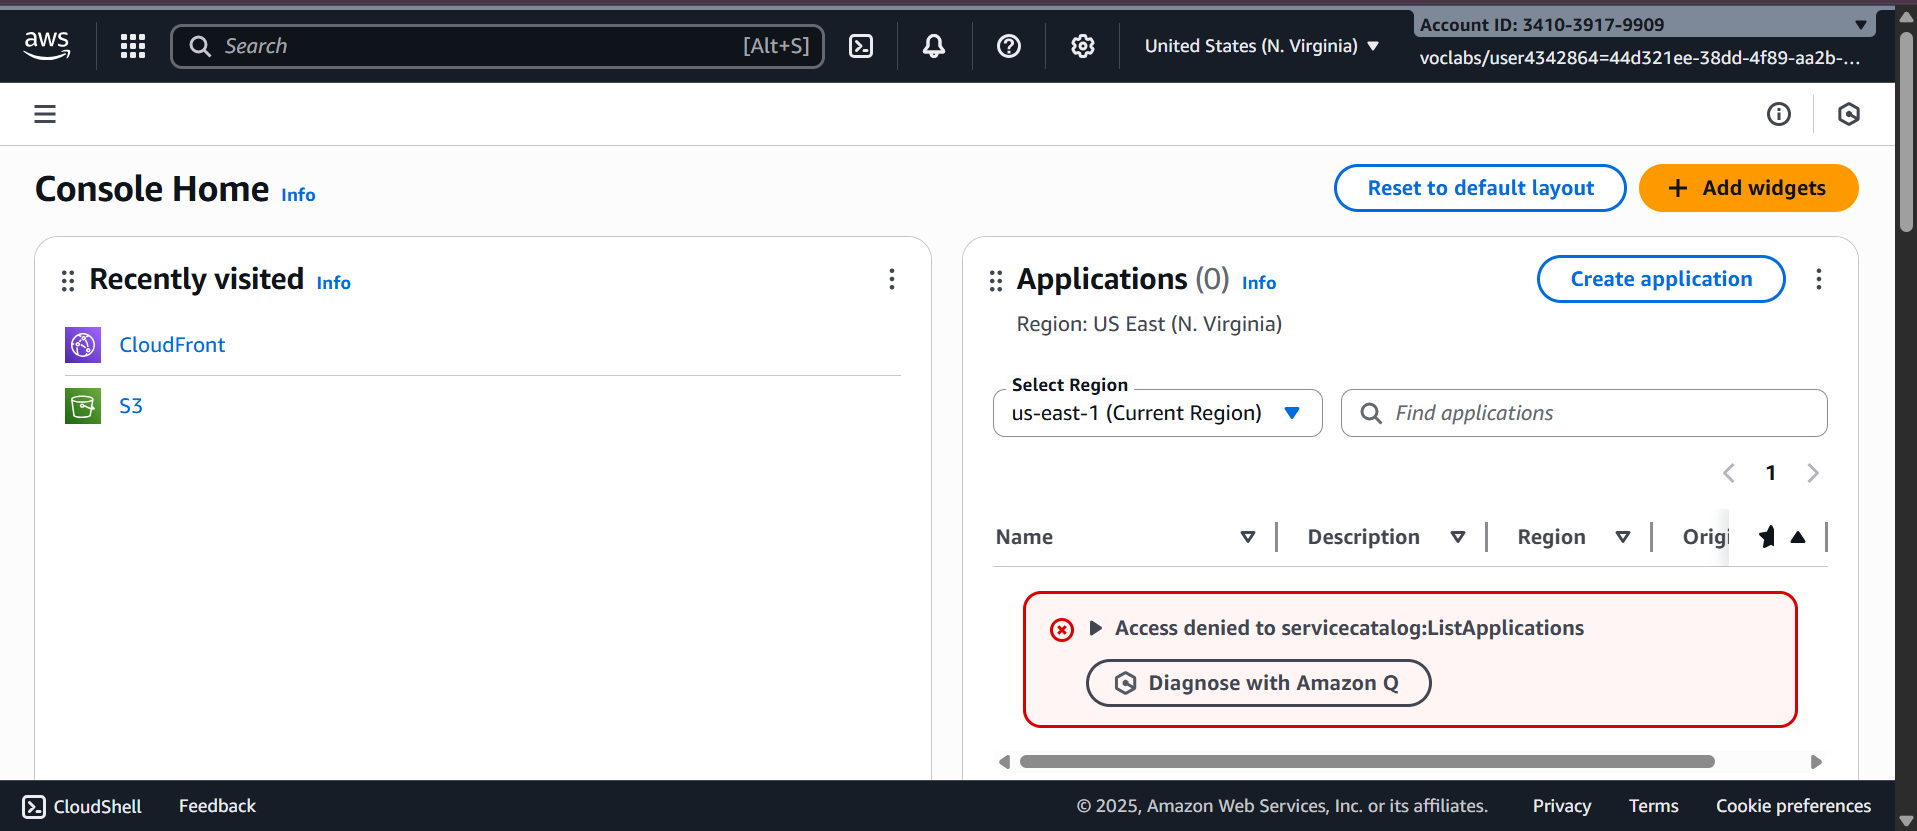 aws
Search [Alt+S]
United States (N. Virginia)
Account ID: 3410-3917-9909
voclabs/user4342864=44d321ee-38dd-4f89-aa2b-...
Console Home Info
Reset to default layout
Add widgets
Recently visited Info
CloudFront
S3
Applications (0) Info
Create application
Region: US East (N. Virginia)
Select Region
us-east-1 (Current Region)
Find applications
1
Name Description Region Origi
Access denied to servicecatalog:ListApplications
Diagnose with Amazon Q
CloudShell Feedback © 2025, Amazon Web Services, Inc. or its affiliates. Privacy Terms Cookie preferences